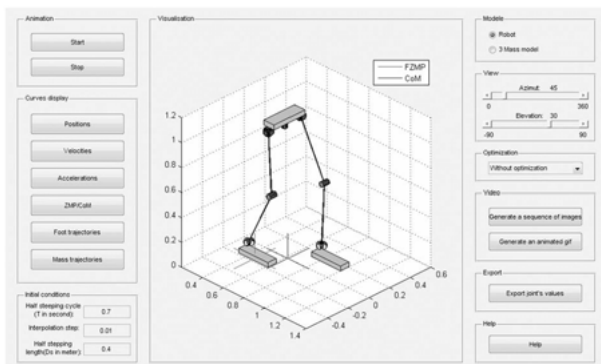 Animation
Start
Stop
Curves display
Positions
Velocities
Accelerations
ZMP/CoM
Foot trajectories
Mass trajectories
Initial conditions
Half steeping cycle
(T in second):
0.7
Interpolation step:
0.01
Half stepping
length(Ds in meter):
0.4
Visualisation
FZMP
CoM
1.2
1
0.8
0.6
0.4
0.2
0
0.4
0.6
0.8
1
1.2
1.4
-0.4
-0.2
0
0.2
0.4
0.6
Modele
Robot
3 Mass model
View
Azimut: 45
0 360
Elevation: 30
-90 90
Optimization
Without optimization
Video
Generate a sequence of images
Generate an animated gif
Export
Export joint's values
Help
Help